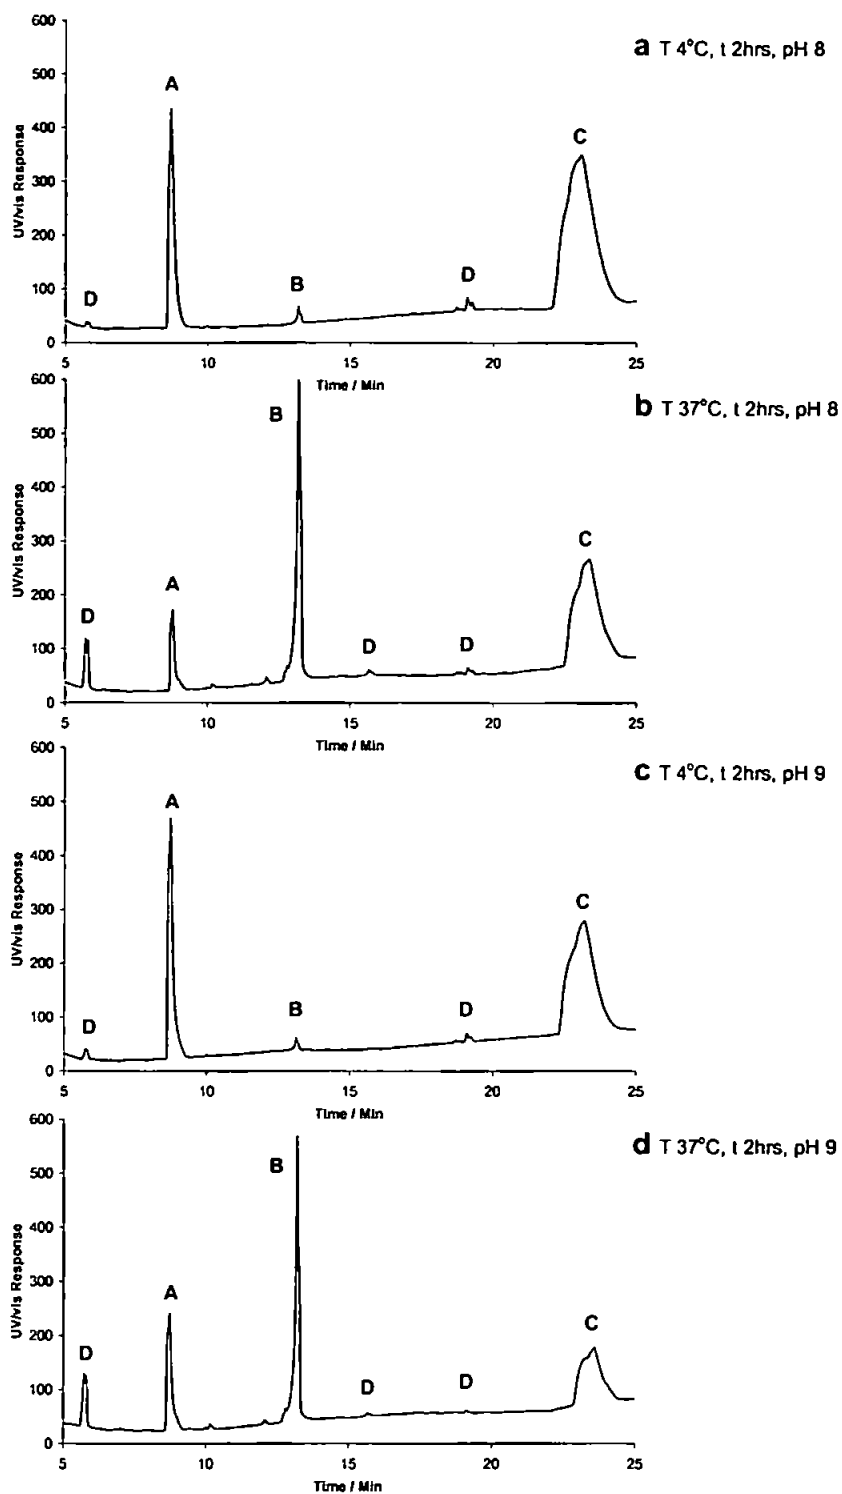 600
a T 4°C, t 2hrs, pH 8
500
A
400
C
300
UV/vis Response
200
D
B
D
100
0
5 10 15 20 25
Time / Min
600
b T 37°C, t 2hrs, pH 8
B
500
400
C
300
UV/vis Response
A
200
D
D
D
100
0
5 10 15 20 25
Time / Min
600
c T 4°C, t 2hrs, pH 9
A
500
400
C
300
UV/vis Response
200
D
B
D
100
0
5 10 15 20 25
Time / Min
600
d T 37°C, t 2hrs, pH 9
B
500
400
A
300
UV/vis Response
C
200
D
D
D
100
0
5 10 15 20 25
Time / Min